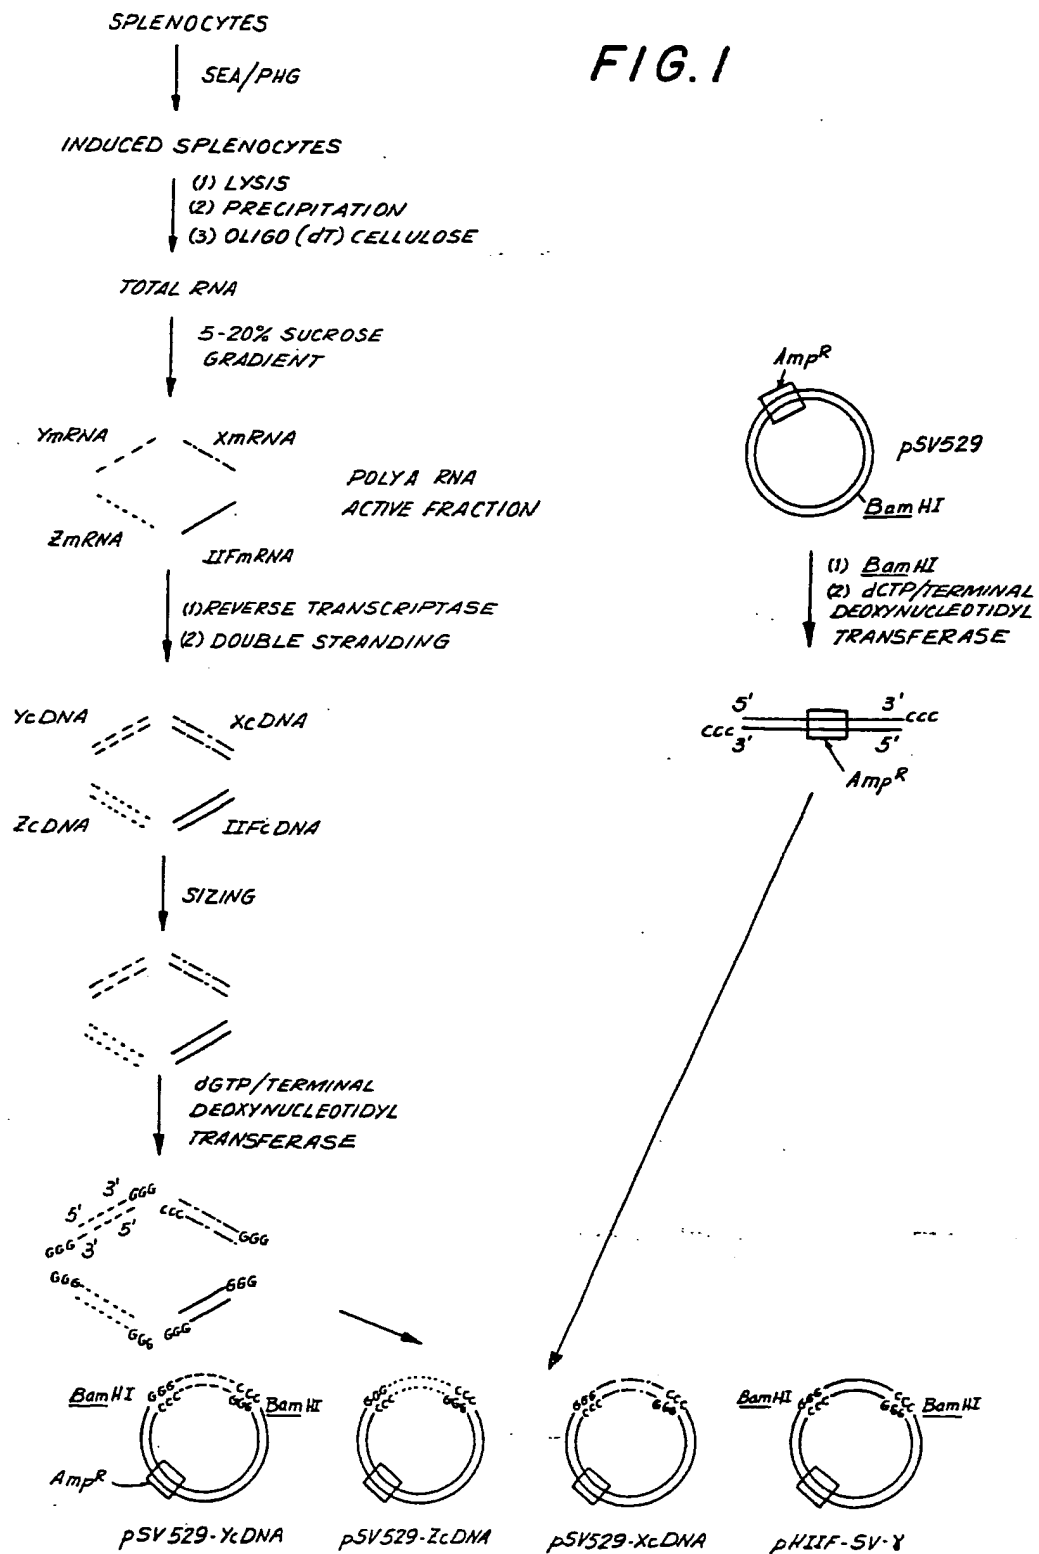 FIG. 1
SPLENOCYTES
SEA/PHG
INDUCED SPLENOCYTES
(1) LYSIS
(2) PRECIPITATION
(3) OLIGO (dT) CELLULOSE
TOTAL RNA
5-20% SUCROSE
GRADIENT
YmRNA
XmRNA
POLY A RNA
ACTIVE FRACTION
ZmRNA
IIFmRNA
(1) REVERSE TRANSCRIPTASE
(2) DOUBLE STRANDING
YcDNA
XcDNA
ZcDNA
IIFcDNA
SIZING
dGTP/TERMINAL
DEOXYNUCLEOTIDYL
TRANSFERASE
3' GGG
5'
5'
GGG 3'
CCC
GGG
GGG
GGG
GGG
GGG
AmpR
pSV529
BamHI
(1) BamHI
(2) dCTP/TERMINAL
DEOXYNUCLEOTIDYL
TRANSFERASE
5' 3' CCC
CCC 3' 5'
AmpR
BamHI GGG CCC
CCC GGG BamHI
AmpR
pSV529-YcDNA
GGG CCC
CCC GGG
pSV529-ZcDNA
GGG CCC
CCC GGG
pSV529-XcDNA
BamHI GGG CCC
CCC GGG BamHI
pHIIF-SV-γ